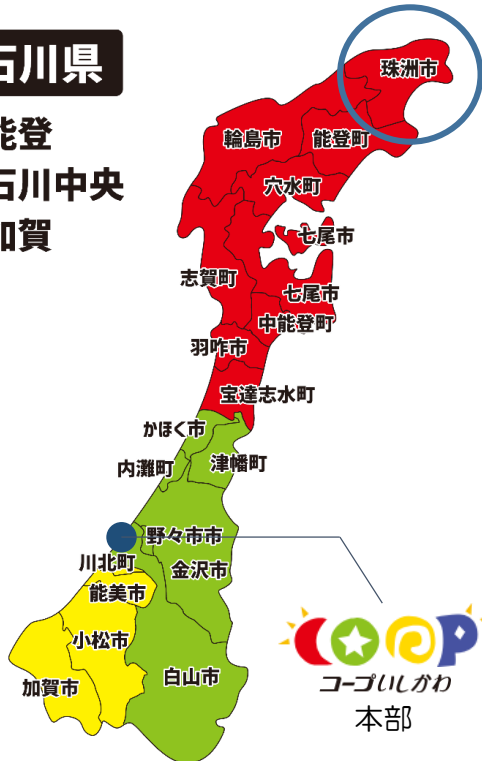 石川県
能登
石川中央
加賀
珠洲市
輪島市
能登町
穴水町
七尾市
志賀町
七尾市
中能登町
羽咋市
宝達志水町
かほく市
内灘町
津幡町
野々市市
川北町
金沢市
能美市
小松市
白山市
加賀市
COOP
コープいしかわ
本部